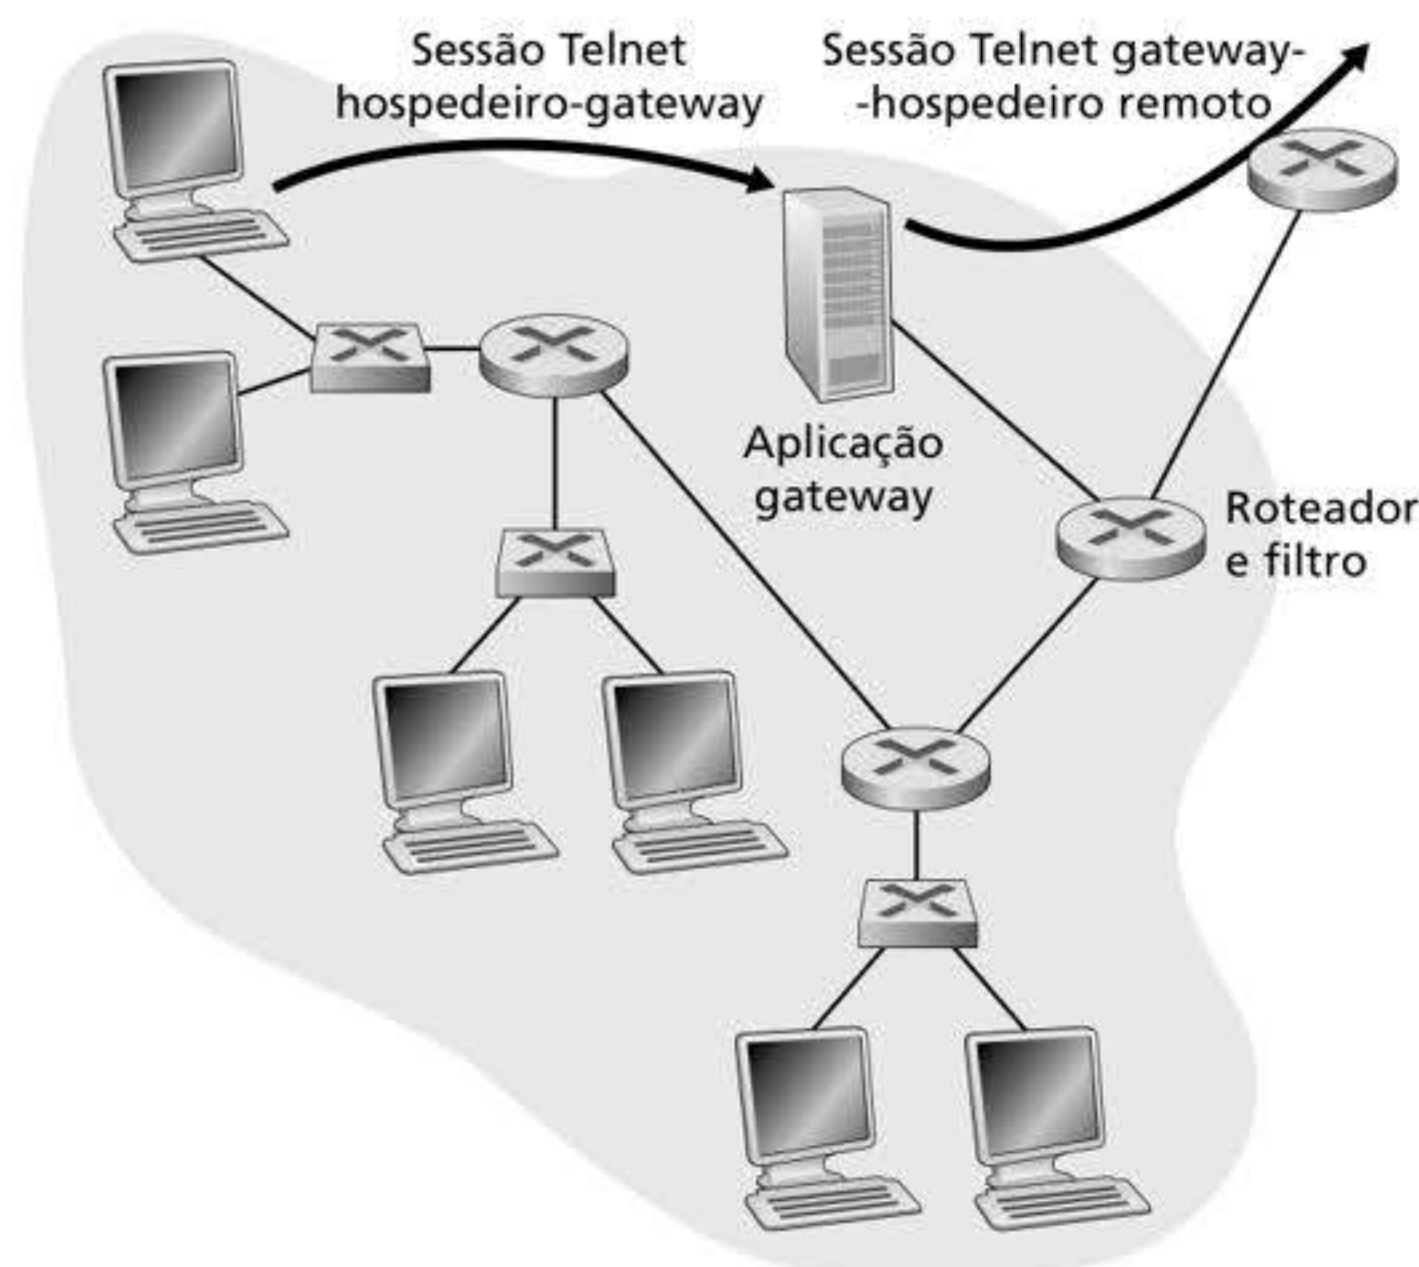 Sessão Telnet
hospedeiro-gateway
Sessão Telnet gateway-
-hospedeiro remoto
Aplicação
gateway
Roteador
e filtro